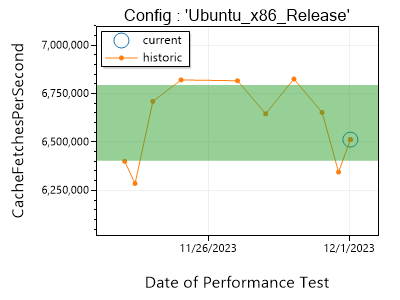 Config : 'Ubuntu_x86_Release'
CacheFetchesPerSecond
7,000,000
6,750,000
6,500,000
6,250,000
current
historic
11/26/2023
12/1/2023
Date of Performance Test